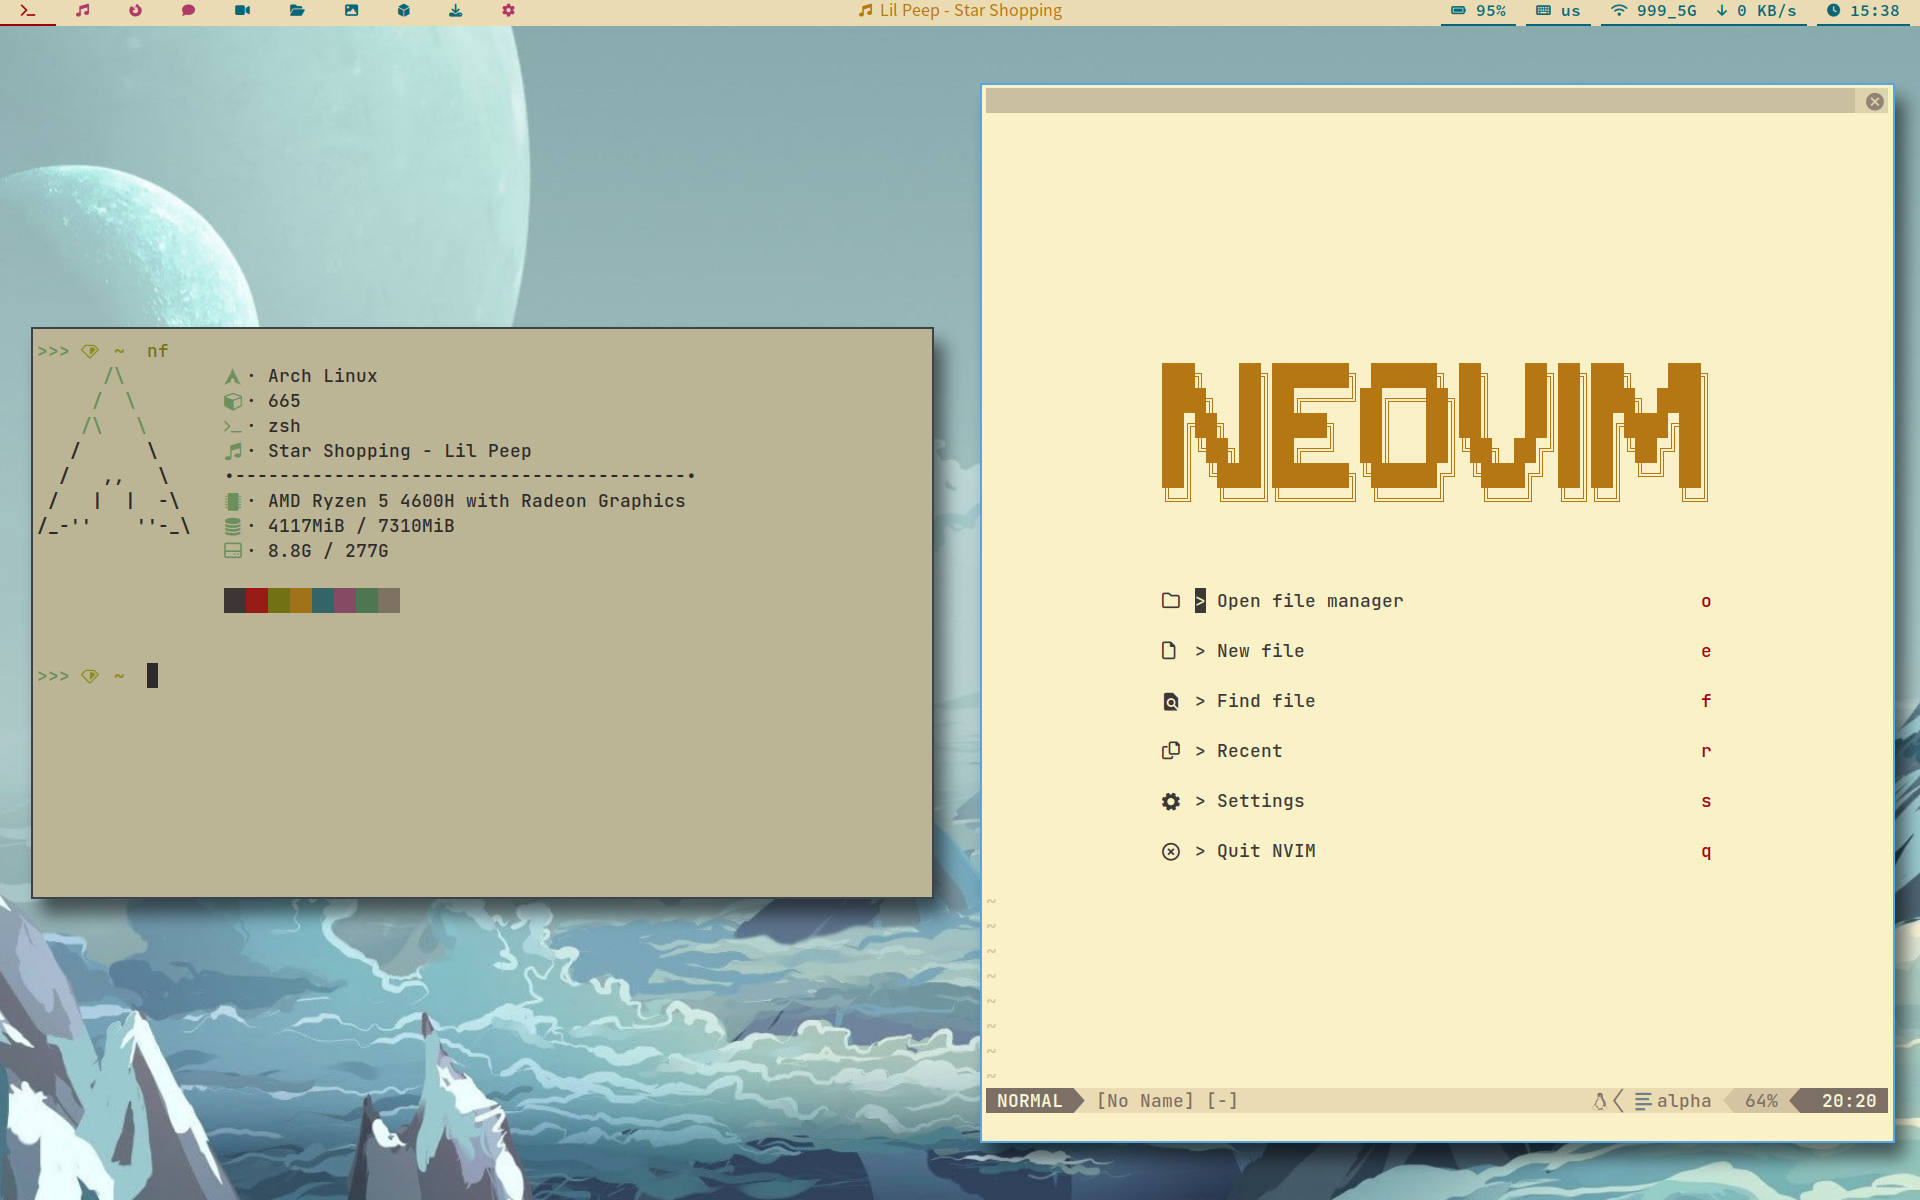 Lil Peep - Star Shopping
95%
us
999_5G
0 KB/s
15:38
>>> ~ nf
Arch Linux
665
zsh
Star Shopping - Lil Peep
•------------------------------------------•
AMD Ryzen 5 4600H with Radeon Graphics
4117MiB / 7310MiB
8.8G / 277G
>>> ~
NEOVIM
> Open file manager o
> New file e
> Find file f
> Recent r
> Settings s
> Quit NVIM q
~
~
~
~
~
~
~
~
NORMAL [No Name] [-] alpha 64% 20:20